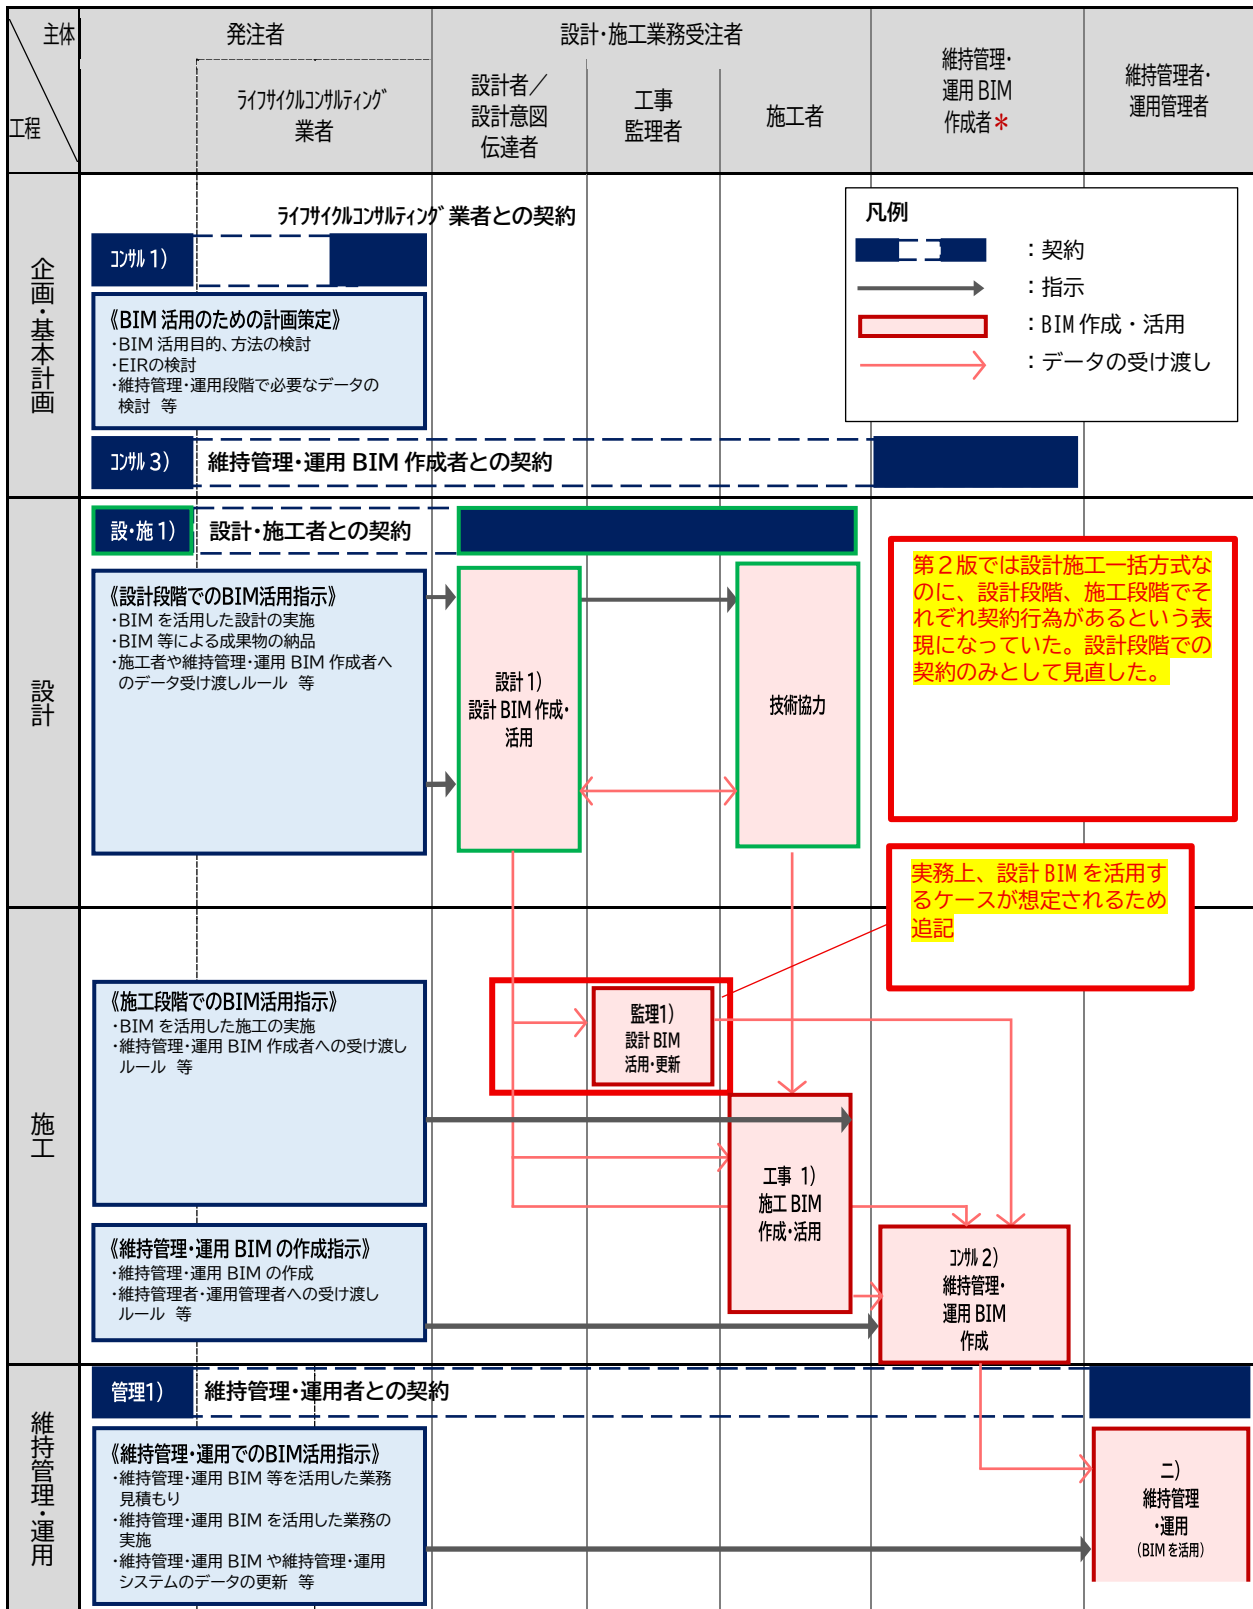 主体
工程
発注者
ライフサイクルコンサルティング
業者
設計・施工業務受注者
設計者／
設計意図
伝達者
工事
監理者
施工者
維持管理・
運用 BIM
作成者＊
維持管理者・
運用管理者
企画・基本計画
ライフサイクルコンサルティング 業者との契約
コンサル 1）
《BIM 活用のための計画策定》
・BIM 活用目的、方法の検討
・EIRの検討
・維持管理・運用段階で必要なデータの
検討 等
コンサル 3）
維持管理・運用 BIM 作成者との契約
凡例
：契約
：指示
：BIM 作成・活用
：データの受け渡し
設計
設・施 1）
設計・施工者との契約
《設計段階でのBIM活用指示》
・BIM を活用した設計の実施
・BIM 等による成果物の納品
・施工者や維持管理・運用 BIM 作成者へ
のデータ受け渡しルール 等
設計 1）
設計 BIM 作成・
活用
技術協力
第２版では設計施工一括方式な
のに、設計段階、施工段階でそ
れぞれ契約行為があるという表
現になっていた。設計段階での
契約のみとして見直した。
実務上、設計 BIM を活用す
るケースが想定されるため
追記
施工
《施工段階でのBIM活用指示》
・BIM を活用した施工の実施
・維持管理・運用 BIM 作成者への受け渡し
ルール 等
監理1）
設計 BIM
活用・更新
工事 1）
施工 BIM
作成・活用
《維持管理・運用 BIM の作成指示》
・維持管理・運用 BIM の作成
・維持管理者・運用管理者への受け渡し
ルール 等
コンサル 2）
維持管理・
運用 BIM
作成
維持管理・運用
管理1）
維持管理・運用者との契約
《維持管理・運用でのBIM活用指示》
・維持管理・運用 BIM 等を活用した業務
見積もり
・維持管理・運用 BIM を活用した業務の
実施
・維持管理・運用 BIM や維持管理・運用
システムのデータの更新 等
二）
維持管理
・運用
（BIM を活用）